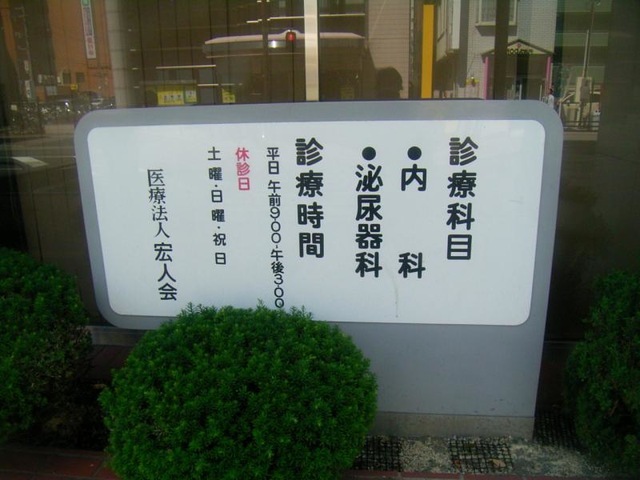 診療科目
●内科
●泌尿器科
診療時間
平日 午前9:00-午後3:00
休診日
土曜・日曜・祝日
医療法人 宏人会